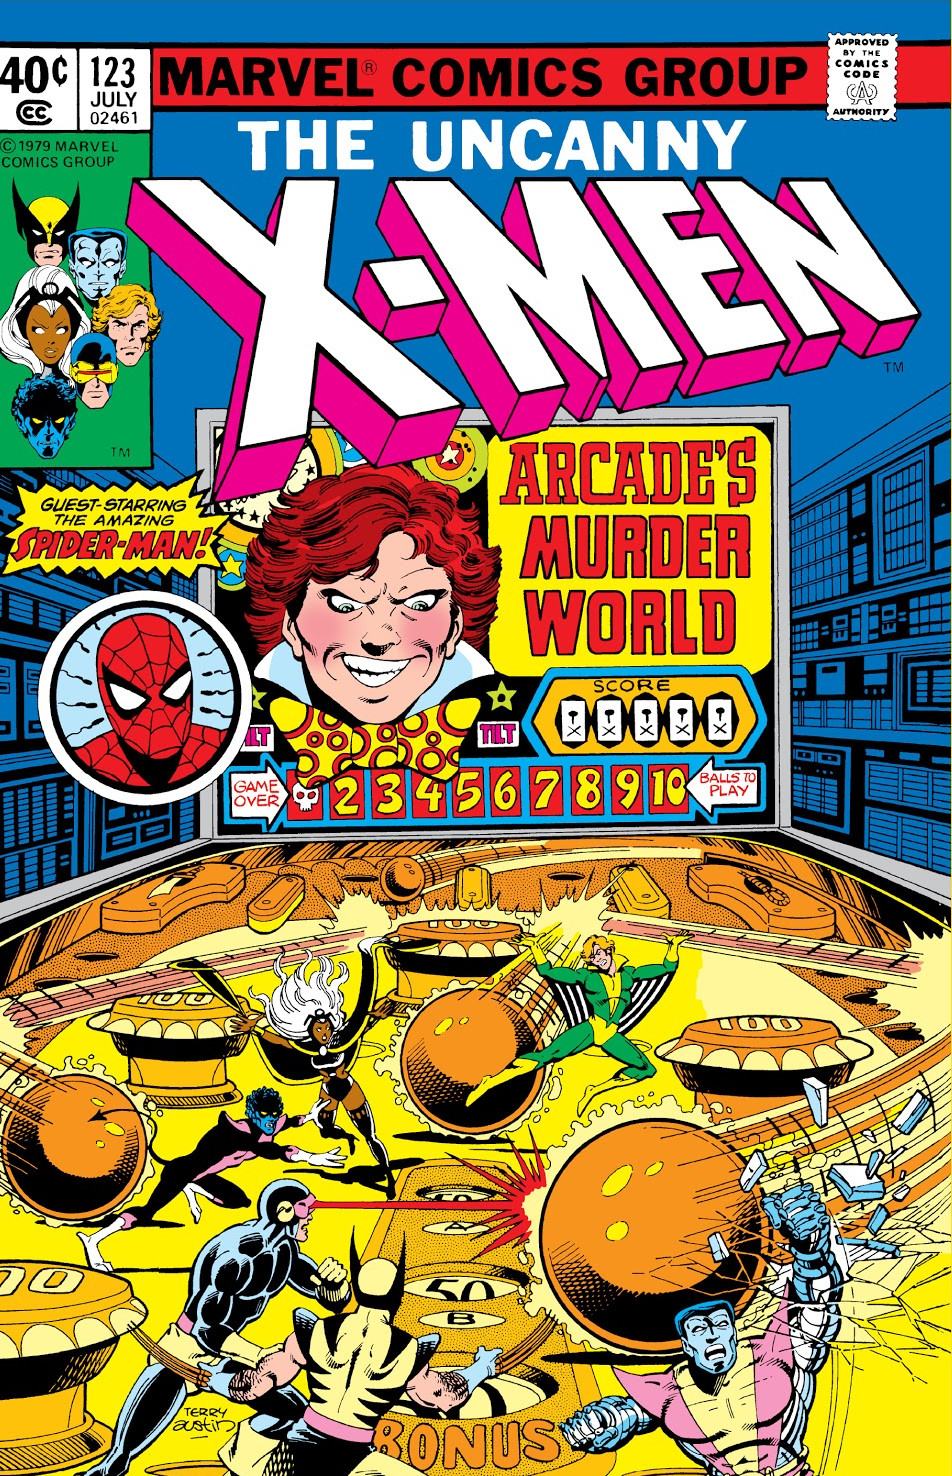 40¢
CC
123
JULY
02461
MARVEL® COMICS GROUP
APPROVED
BY THE
COMICS
CODE
AUTHORITY
© 1979 MARVEL
COMICS GROUP
THE UNCANNY
X-MEN
TM
TM
GUEST-STARRING
THE AMAZING
SPIDER-MAN!
ARCADE'S
MURDER
WORLD
SCORE
TILT
GAME
OVER
2 3 4 5 6 7 8 9 10
BALLS TO
PLAY
100
100
100
50
B
BONUS
TERRY
AUSTIN